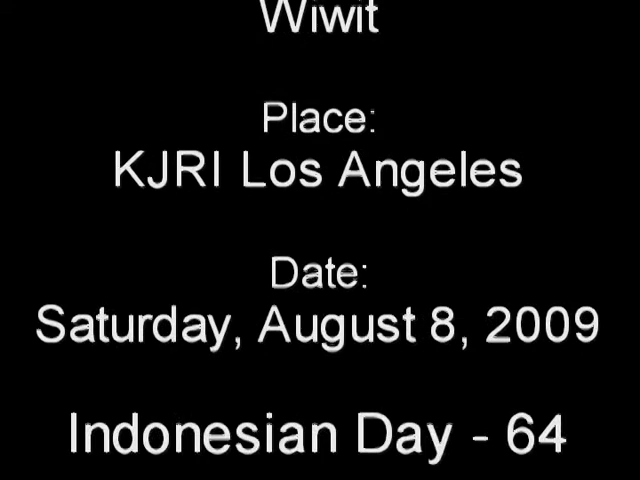 Wiwit
Place:
KJRI Los Angeles
Date:
Saturday, August 8, 2009
Indonesian Day - 64